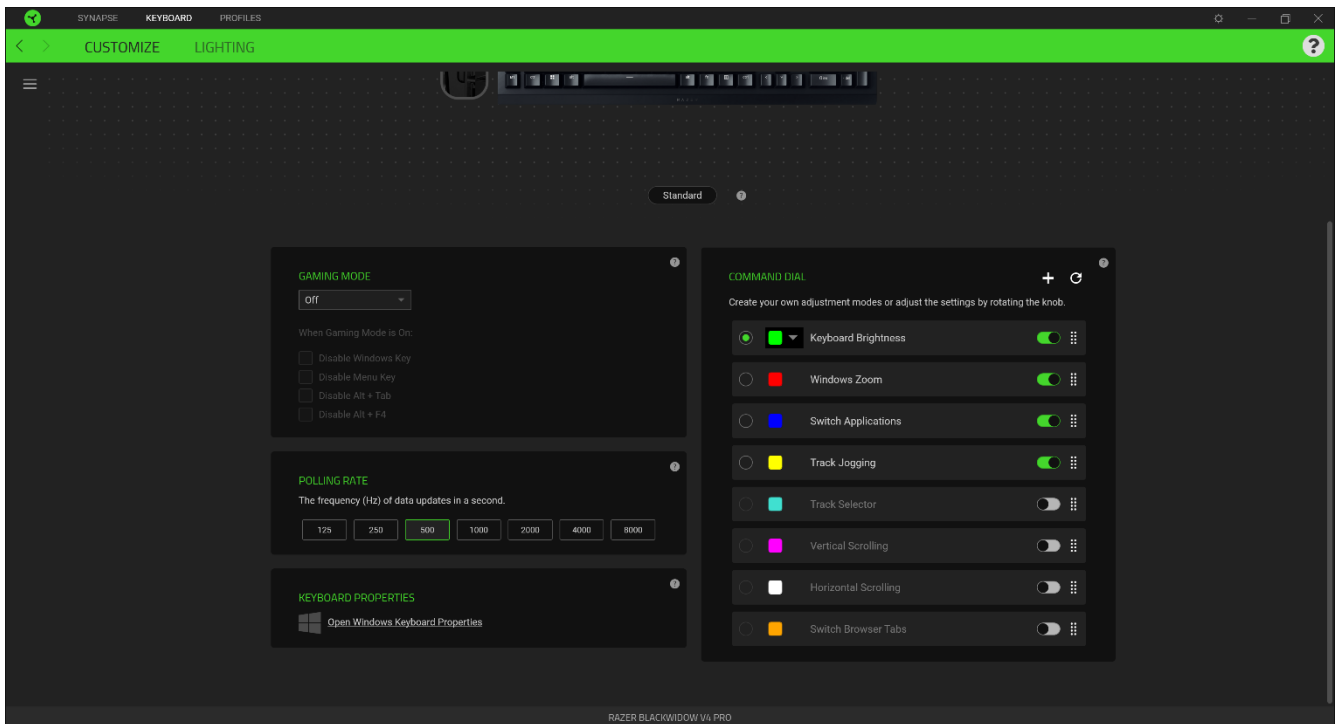 SYNAPSE KEYBOARD PROFILES
CUSTOMIZE LIGHTING
?
Standard ?
GAMING MODE ?
Off
When Gaming Mode is On:
Disable Windows Key
Disable Menu Key
Disable Alt + Tab
Disable Alt + F4
POLLING RATE ?
The frequency (Hz) of data updates in a second.
125 250 500 1000 2000 4000 8000
KEYBOARD PROPERTIES ?
Open Windows Keyboard Properties
COMMAND DIAL ?
Create your own adjustment modes or adjust the settings by rotating the knob.
Keyboard Brightness
Windows Zoom
Switch Applications
Track Jogging
Track Selector
Vertical Scrolling
Horizontal Scrolling
Switch Browser Tabs
RAZER BLACKWIDOW V4 PRO